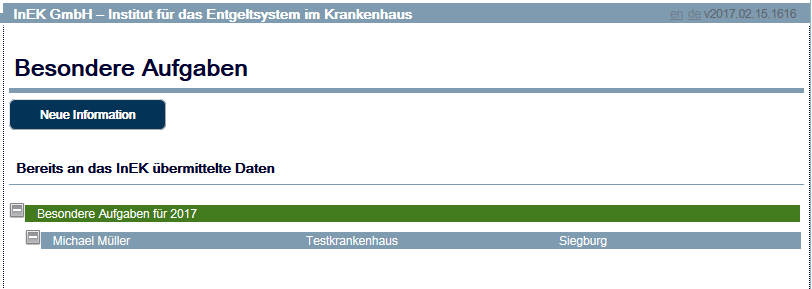 InEK GmbH – Institut für das Entgeltsystem im Krankenhaus en de v2017.02.15.1616
Besondere Aufgaben
Neue Information
Bereits an das InEK übermittelte Daten
Besondere Aufgaben für 2017
Michael Müller Testkrankenhaus Siegburg